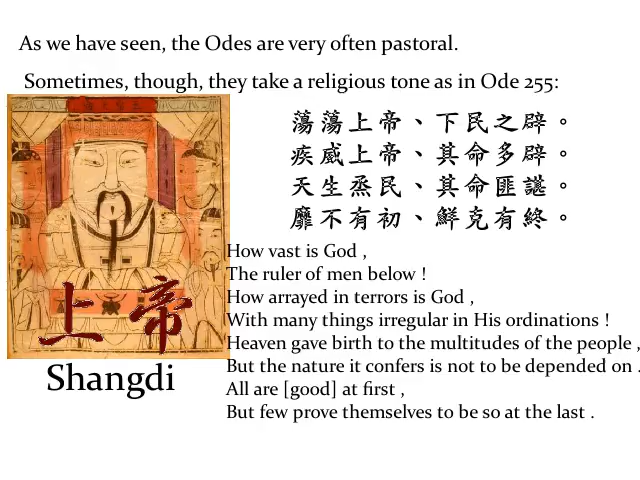 As we have seen, the Odes are very often pastoral.
Sometimes, though, they take a religious tone as in Ode 255:
蕩蕩上帝、下民之辟。
疾威上帝、其命多辟。
天生烝民、其命匪諶。
靡不有初、鮮克有終。
How vast is God ,
The ruler of men below !
How arrayed in terrors is God ,
With many things irregular in His ordinations !
Heaven gave birth to the multitudes of the people ,
But the nature it confers is not to be depended on .
All are [good] at first ,
But few prove themselves to be so at the last .
上帝
Shangdi